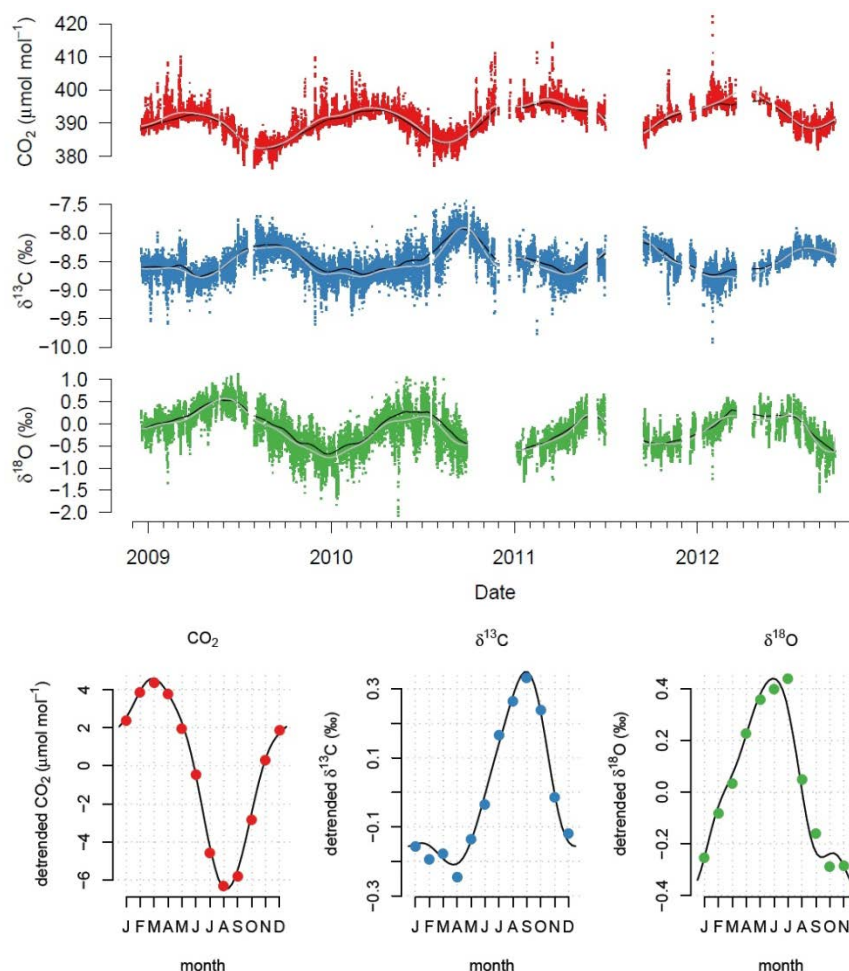 CO₂ (μmol mol⁻¹)
420
410
400
390
380
δ¹³C (‰)
−7.5
−8.0
−8.5
−9.0
−9.5
−10.0
δ¹⁸O (‰)
1.0
0.5
0.0
−0.5
−1.0
−1.5
−2.0
2009 2010 2011 2012
Date
CO₂
detrended CO₂ (μmol mol⁻¹)
4
2
0
−2
−4
−6
J F M A M J J A S O N D
month
δ¹³C
detrended δ¹³C (‰)
0.3
0.1
−0.1
−0.3
J F M A M J J A S O N D
month
δ¹⁸O
detrended δ¹⁸O (‰)
0.4
0.2
0.0
−0.2
−0.4
J F M A M J J A S O N
month